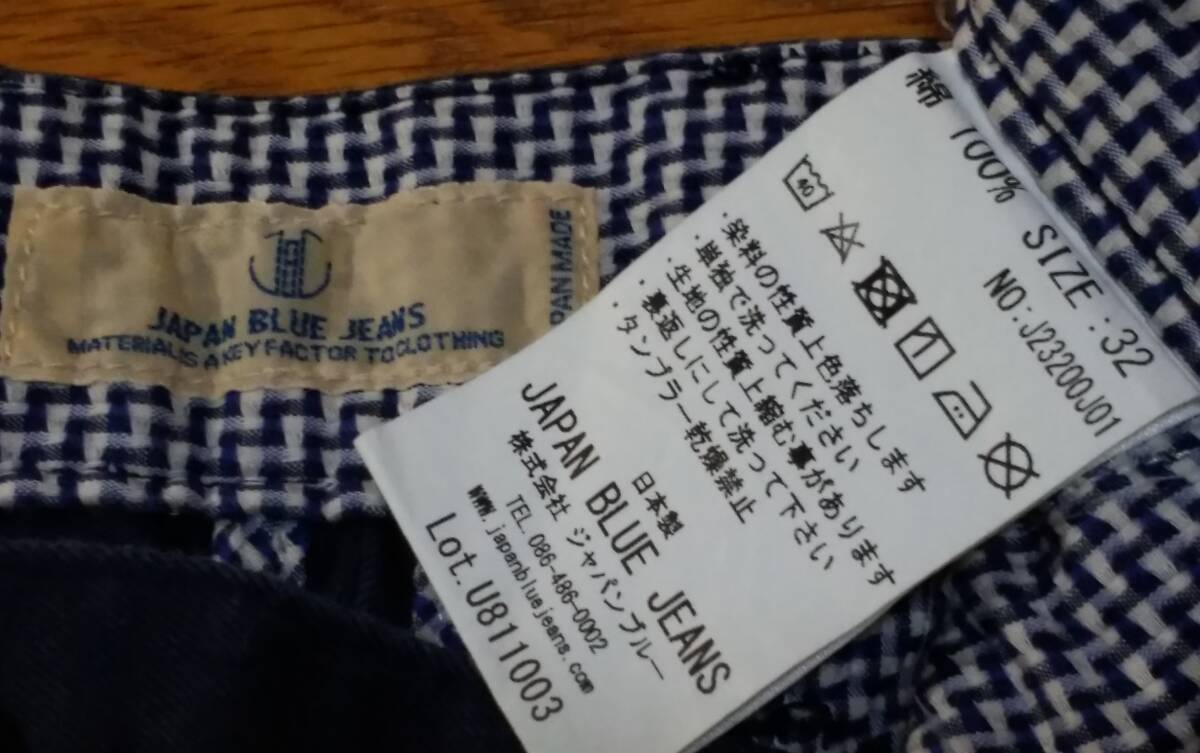 JAPAN BLUE JEANS
MATERIAL IS A KEY FACTOR TO CLOTHING
PAN MADE
綿 100%
SIZE :32
NO:J23200J01
40
・染料の性質上色落ちします
・単独で洗ってください
・生地の性質上縮む事があります
・裏返しにして洗って下さい
・タンブラー乾燥禁止
日本製
JAPAN BLUE JEANS
株式会社 ジャパンブルー
TEL.086-486-0002
www.japanbluejeans.com
Lot.U811003